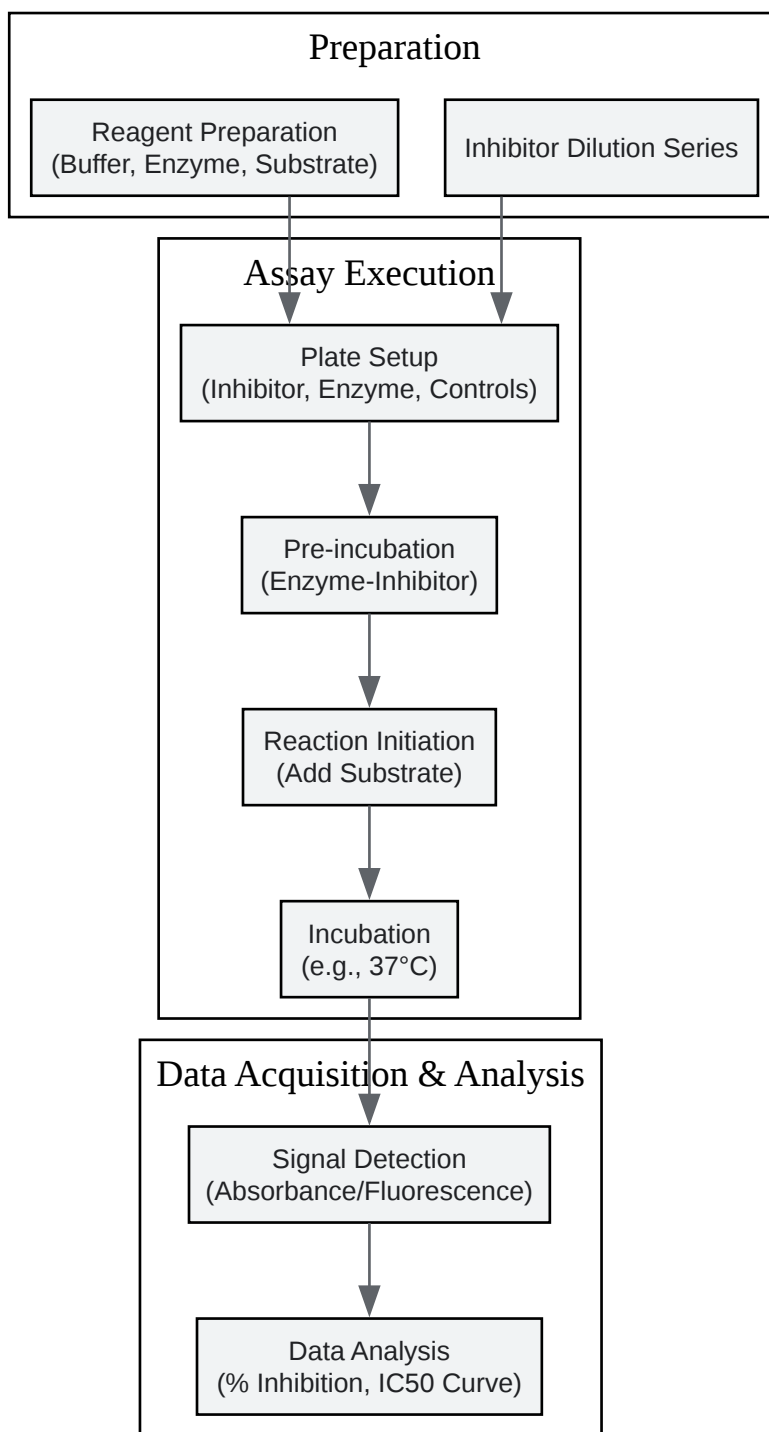 Preparation
Reagent Preparation
(Buffer, Enzyme, Substrate)
Inhibitor Dilution Series
Assay Execution
Plate Setup
(Inhibitor, Enzyme, Controls)
Pre-incubation
(Enzyme-Inhibitor)
Reaction Initiation
(Add Substrate)
Incubation
(e.g., 37°C)
Data Acquisition & Analysis
Signal Detection
(Absorbance/Fluorescence)
Data Analysis
(% Inhibition, IC50 Curve)